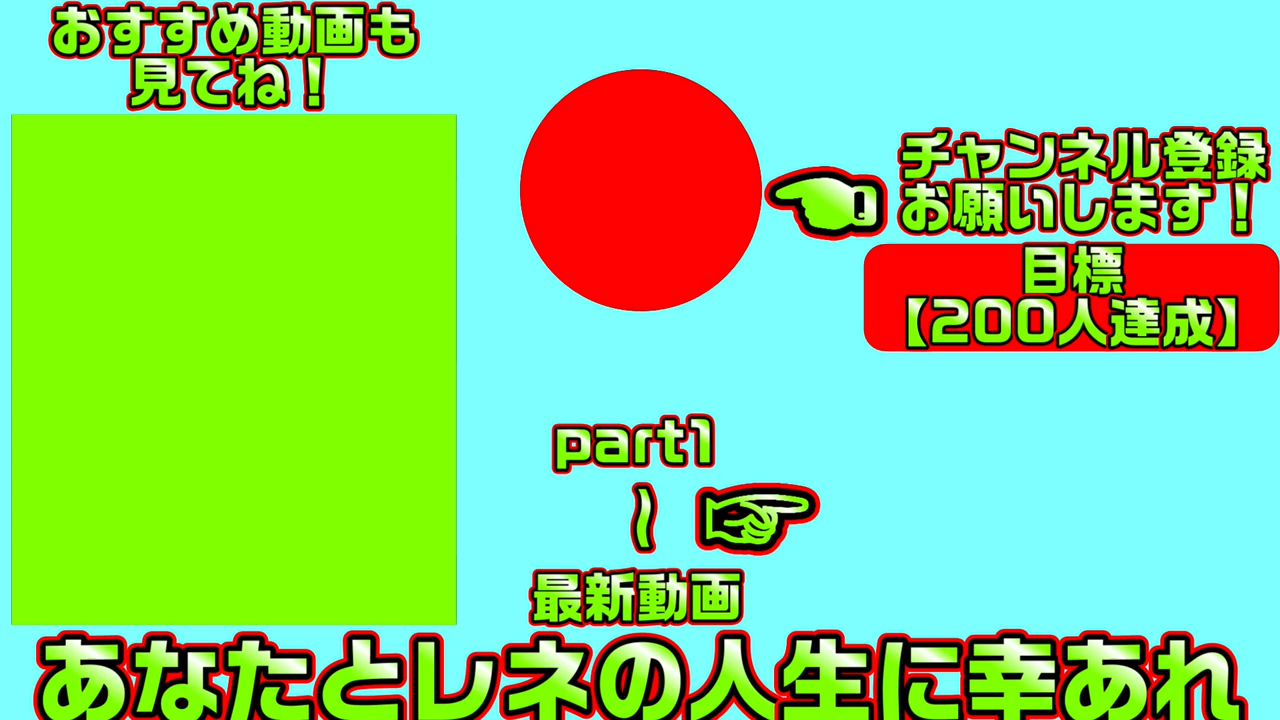 おすすめ動画も
見てね！
チャンネル登録
お願いします！
目標
【200人達成】
part1
〜
最新動画
あなたとレネの人生に幸あれ